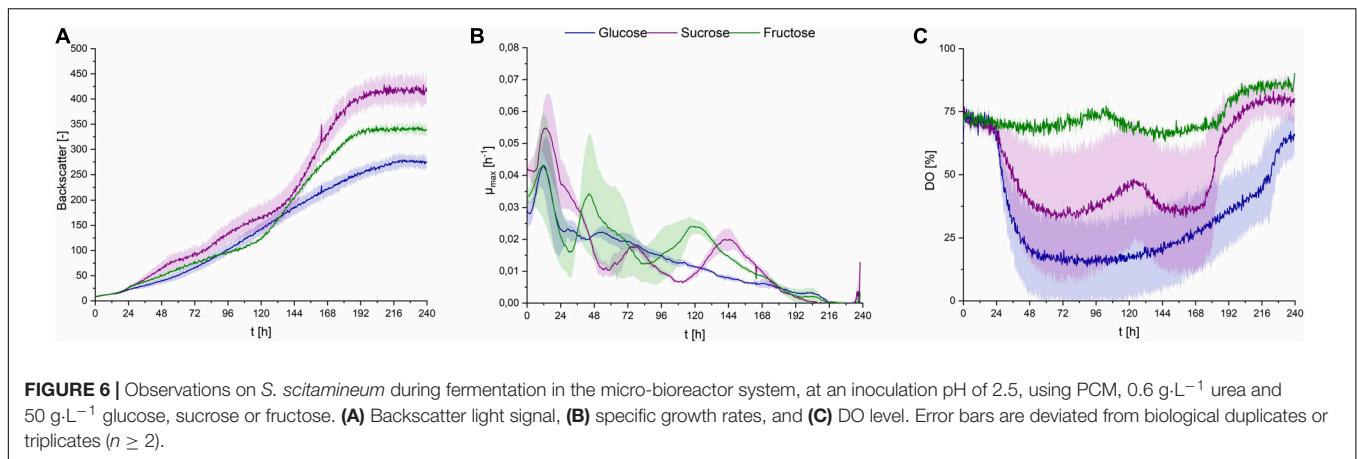 A
B
C
Glucose
Sucrose
Fructose
Backscatter [-]
500
450
400
350
300
250
200
150
100
50
0
0 24 48 72 96 120 144 168 192 216 240
t [h]
μmax [h⁻¹]
0,08
0,07
0,06
0,05
0,04
0,03
0,02
0,01
0,00
0 24 48 72 96 120 144 168 192 216 240
t [h]
DO [%]
100
75
50
25
0
0 24 48 72 96 120 144 168 192 216 240
t [h]
FIGURE 6 | Observations on S. scitamineum during fermentation in the micro-bioreactor system, at an inoculation pH of 2.5, using PCM, 0.6 g·L⁻¹ urea and
50 g·L⁻¹ glucose, sucrose or fructose. (A) Backscatter light signal, (B) specific growth rates, and (C) DO level. Error bars are deviated from biological duplicates or
triplicates (n ≥ 2).